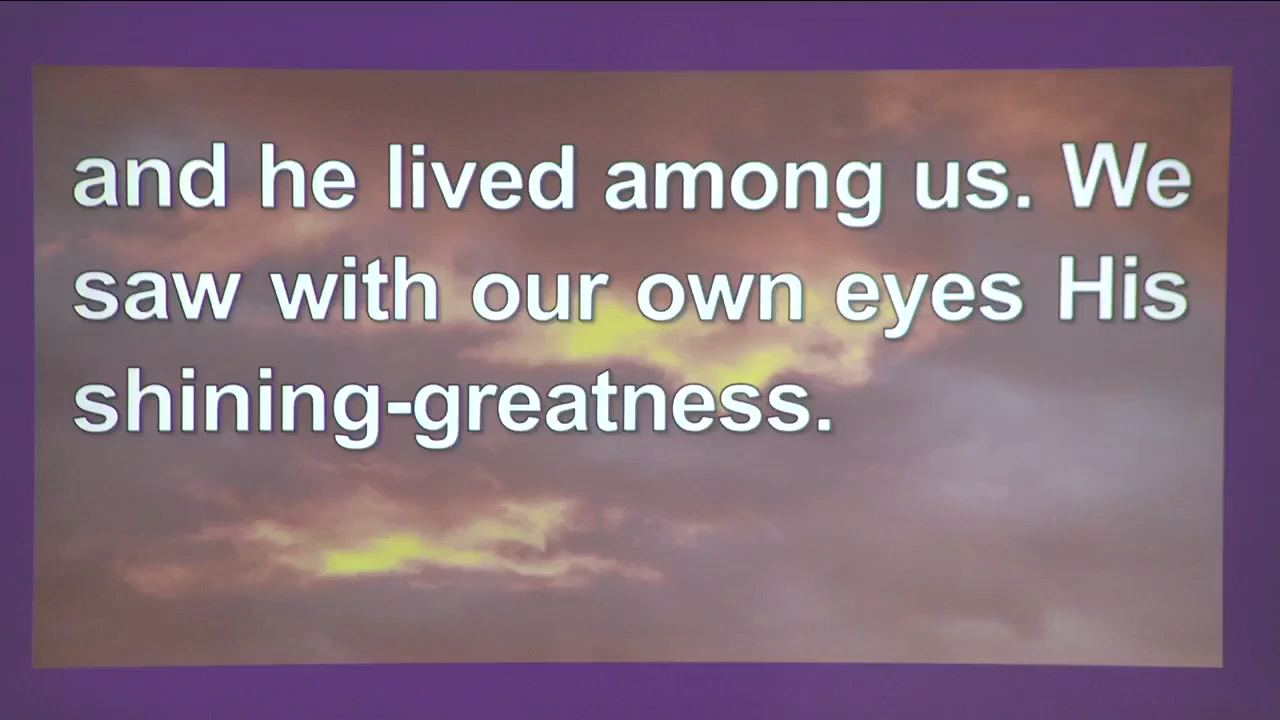 and he lived among us. We
saw with our own eyes His
shining-greatness.